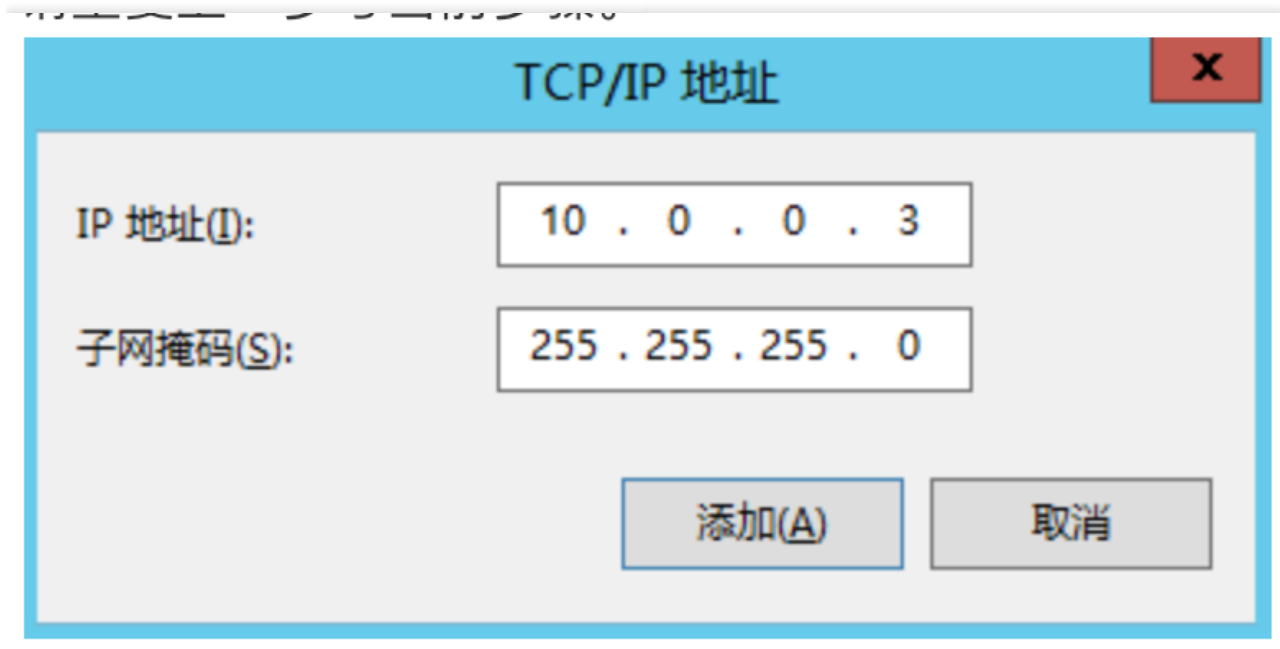 TCP/IP 地址
x
IP 地址(I): 10 . 0 . 0 . 3
子网掩码(S): 255 . 255 . 255 . 0
添加(A) 取消